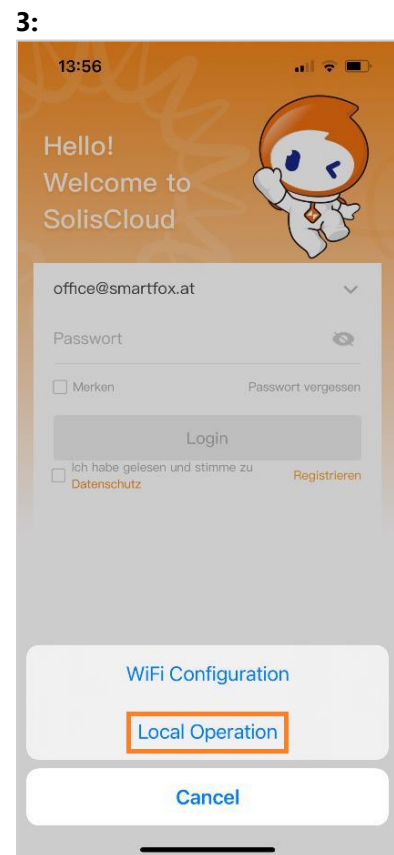 3:
13:56
Hello!
Welcome to
SolisCloud
office@smartfox.at
Passwort
Merken
Passwort vergessen
Login
Ich habe gelesen und stimme zu
Datenschutz
Registrieren
WiFi Configuration
Local Operation
Cancel